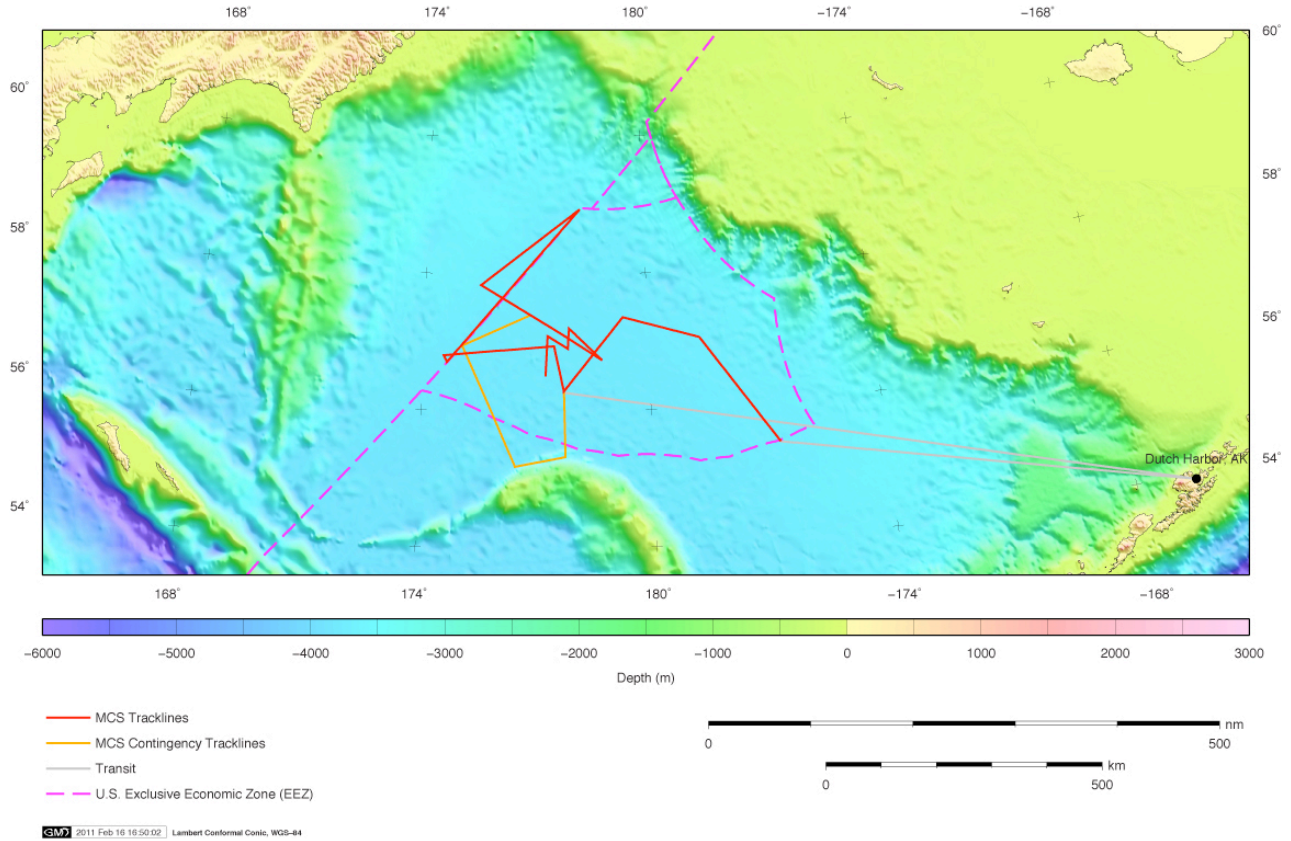 168° 174° 180° −174° −168°
60° 60°
58° 58°
56° 56°
54° 54°
Dutch Harbor, AK
168° 174° 180° −174° −168°
−6000 −5000 −4000 −3000 −2000 −1000 0 1000 2000 3000
Depth (m)
MCS Tracklines
MCS Contingency Tracklines
Transit
U.S. Exclusive Economic Zone (EEZ)
nm
0 500
km
0 500
GMT 2011 Feb 16 16:50:02 Lambert Conformal Conic, WGS−84